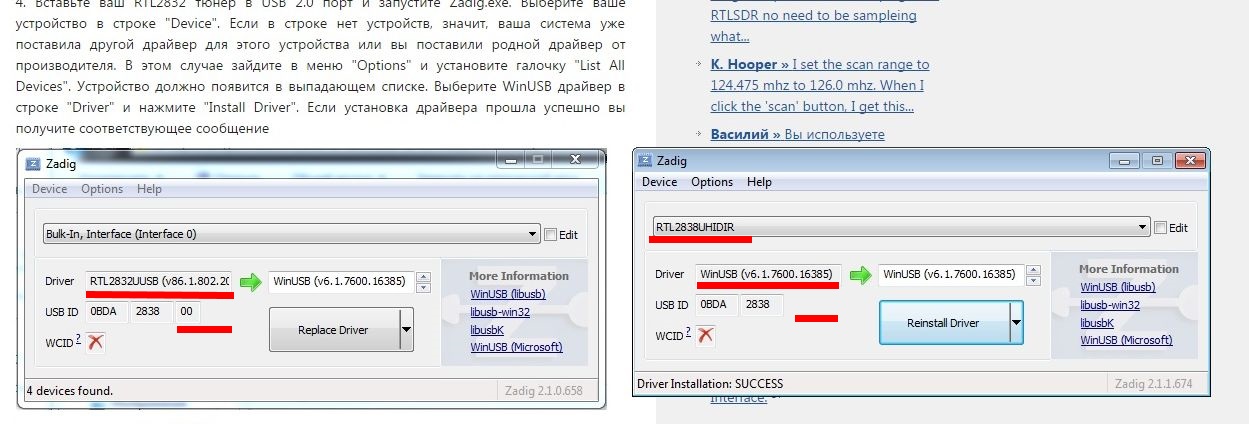 4. Вставьте ваш RTL2832 тюнер в USB 2.0 порт и запустите Zadig.exe. Выберите ваше
устройство в строке "Device". Если в строке нет устройств, значит, ваша система уже
поставила другой драйвер для этого устройства или вы поставили родной драйвер от
производителя. В этом случае зайдите в меню "Options" и установите галочку "List All
Devices". Устройство должно появится в выпадающем списке. Выберите WinUSB драйвер в
строке "Driver" и нажмите "Install Driver". Если установка драйвера прошла успешно вы
получите соответствующее сообщение
RTLSDR no need to be sampleing
what...
K. Hooper » I set the scan range to
124.475 mhz to 126.0 mhz. When I
click the 'scan' button, I get this...
Василий » Вы используете
Zadig
Device Options Help
Bulk-In, Interface (Interface 0)
Edit
Driver RTL2832UUSB (v86.1.802.20 WinUSB (v6.1.7600.16385)
USB ID 0BDA 2838 00
WCID ?
Replace Driver
More Information
WinUSB (libusb)
libusb-win32
libusbK
WinUSB (Microsoft)
4 devices found.
Zadig 2.1.0.658
Zadig
Device Options Help
RTL2838UHIDIR
Edit
Driver WinUSB (v6.1.7600.16385) WinUSB (v6.1.7600.16385)
USB ID 0BDA 2838
WCID ?
Reinstall Driver
More Information
WinUSB (libusb)
libusb-win32
libusbK
WinUSB (Microsoft)
Driver Installation: SUCCESS
Zadig 2.1.1.674
Interface.